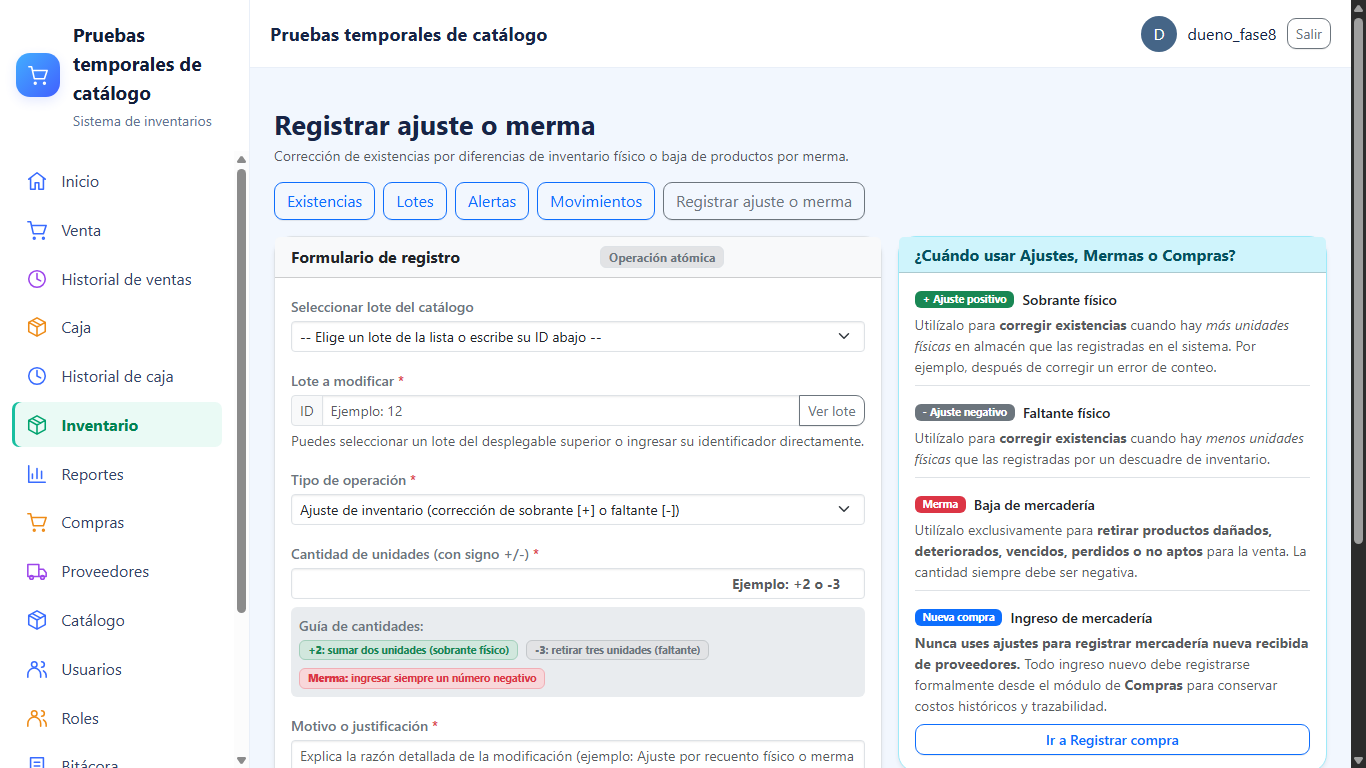 Pruebas
temporales de
catálogo
Sistema de inventarios
Inicio
Venta
Historial de ventas
Caja
Historial de caja
Inventario
Reportes
Compras
Proveedores
Catálogo
Usuarios
Roles
Bitácora
Pruebas temporales de catálogo
D
dueno_fase8
Salir
Registrar ajuste o merma
Corrección de existencias por diferencias de inventario físico o baja de productos por merma.
Existencias
Lotes
Alertas
Movimientos
Registrar ajuste o merma
Formulario de registro
Operación atómica
Seleccionar lote del catálogo
-- Elige un lote de la lista o escribe su ID abajo --
Lote a modificar *
ID
Ejemplo: 12
Ver lote
Puedes seleccionar un lote del desplegable superior o ingresar su identificador directamente.
Tipo de operación *
Ajuste de inventario (corrección de sobrante [+] o faltante [-])
Cantidad de unidades (con signo +/-) *
Ejemplo: +2 o -3
Guía de cantidades:
+2: sumar dos unidades (sobrante físico)
-3: retirar tres unidades (faltante)
Merma: ingresar siempre un número negativo
Motivo o justificación *
Explica la razón detallada de la modificación (ejemplo: Ajuste por recuento físico o merma
¿Cuándo usar Ajustes, Mermas o Compras?
+ Ajuste positivo
Sobrante físico
Utilízalo para corregir existencias cuando hay más unidades
físicas en almacén que las registradas en el sistema. Por
ejemplo, después de corregir un error de conteo.
- Ajuste negativo
Faltante físico
Utilízalo para corregir existencias cuando hay menos unidades
físicas que las registradas por un descuadre de inventario.
Merma
Baja de mercadería
Utilízalo exclusivamente para retirar productos dañados,
deteriorados, vencidos, perdidos o no aptos para la venta. La
cantidad siempre debe ser negativa.
Nueva compra
Ingreso de mercadería
Nunca uses ajustes para registrar mercadería nueva recibida
de proveedores. Todo ingreso nuevo debe registrarse
formalmente desde el módulo de Compras para conservar
costos históricos y trazabilidad.
Ir a Registrar compra